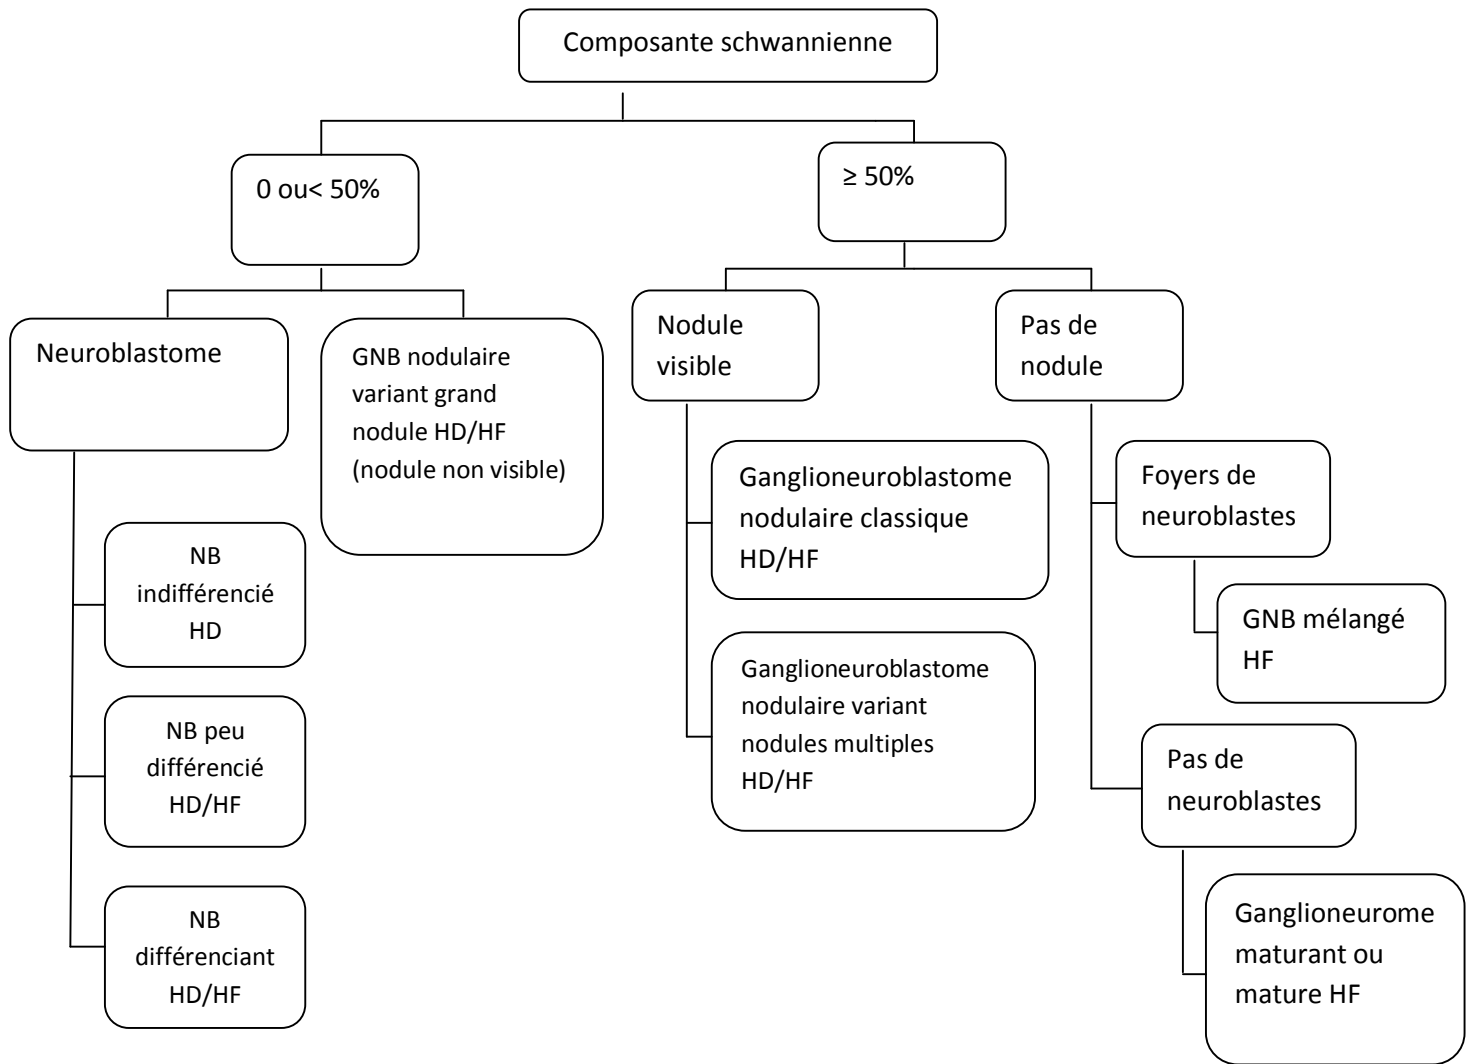 Composante schwannienne
0 ou< 50%
≥ 50%
Neuroblastome
GNB nodulaire
variant grand
nodule HD/HF
(nodule non visible)
Nodule
visible
Pas de
nodule
NB
indifférencié
HD
NB peu
différencié
HD/HF
NB
différenciant
HD/HF
Ganglioneuroblastome
nodulaire classique
HD/HF
Ganglioneuroblastome
nodulaire variant
nodules multiples
HD/HF
Foyers de
neuroblastes
GNB mélangé
HF
Pas de
neuroblastes
Ganglioneurome
maturant ou
mature HF